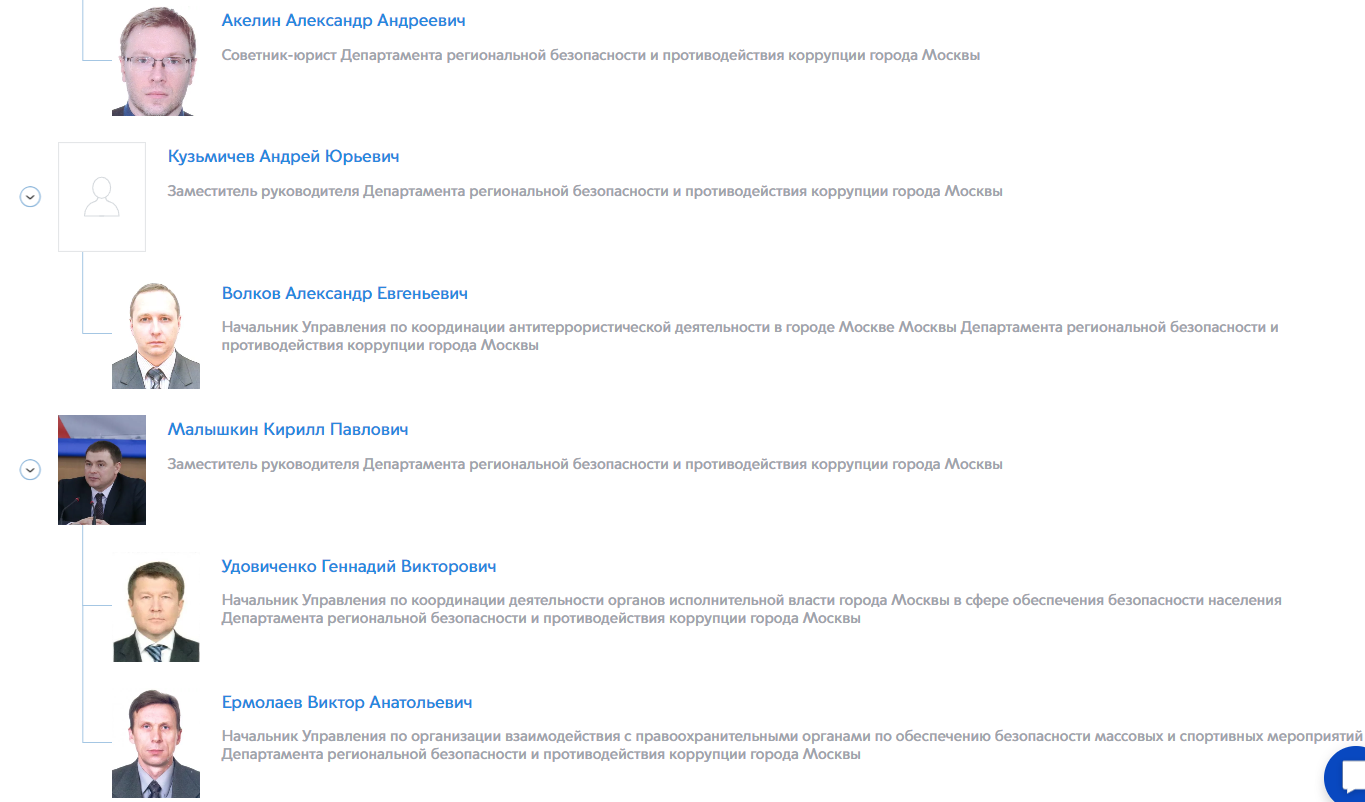 Акелин Александр Андреевич
Советник-юрист Департамента региональной безопасности и противодействия коррупции города Москвы
Кузьмичев Андрей Юрьевич
Заместитель руководителя Департамента региональной безопасности и противодействия коррупции города Москвы
Волков Александр Евгеньевич
Начальник Управления по координации антитеррористической деятельности в городе Москве Москвы Департамента региональной безопасности и
противодействия коррупции города Москвы
Малышкин Кирилл Павлович
Заместитель руководителя Департамента региональной безопасности и противодействия коррупции города Москвы
Удовиченко Геннадий Викторович
Начальник Управления по координации деятельности органов исполнительной власти города Москвы в сфере обеспечения безопасности населения
Департамента региональной безопасности и противодействия коррупции города Москвы
Ермолаев Виктор Анатольевич
Начальник Управления по организации взаимодействия с правоохранительными органами по обеспечению безопасности массовых и спортивных мероприятий
Департамента региональной безопасности и противодействия коррупции города Москвы